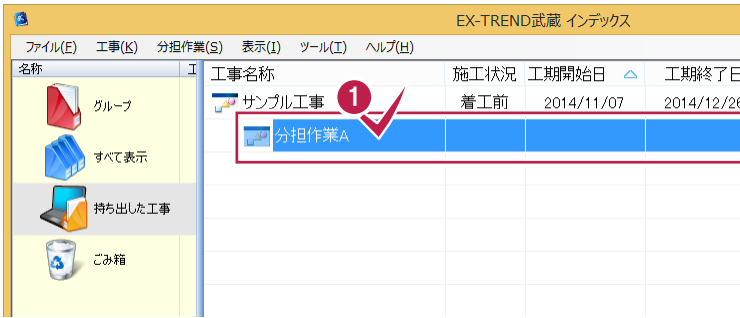 EX-TREND武蔵 インデックス
ファイル(F) 工事(K) 分担作業(S) 表示(I) ツール(T) ヘルプ(H)
名称 工事名称 施工状況 工期開始日 工期終了日
グループ サンプル工事 1 着工前 2014/11/07 2014/12/26
分担作業A
すべて表示
持ち出した工事
ごみ箱